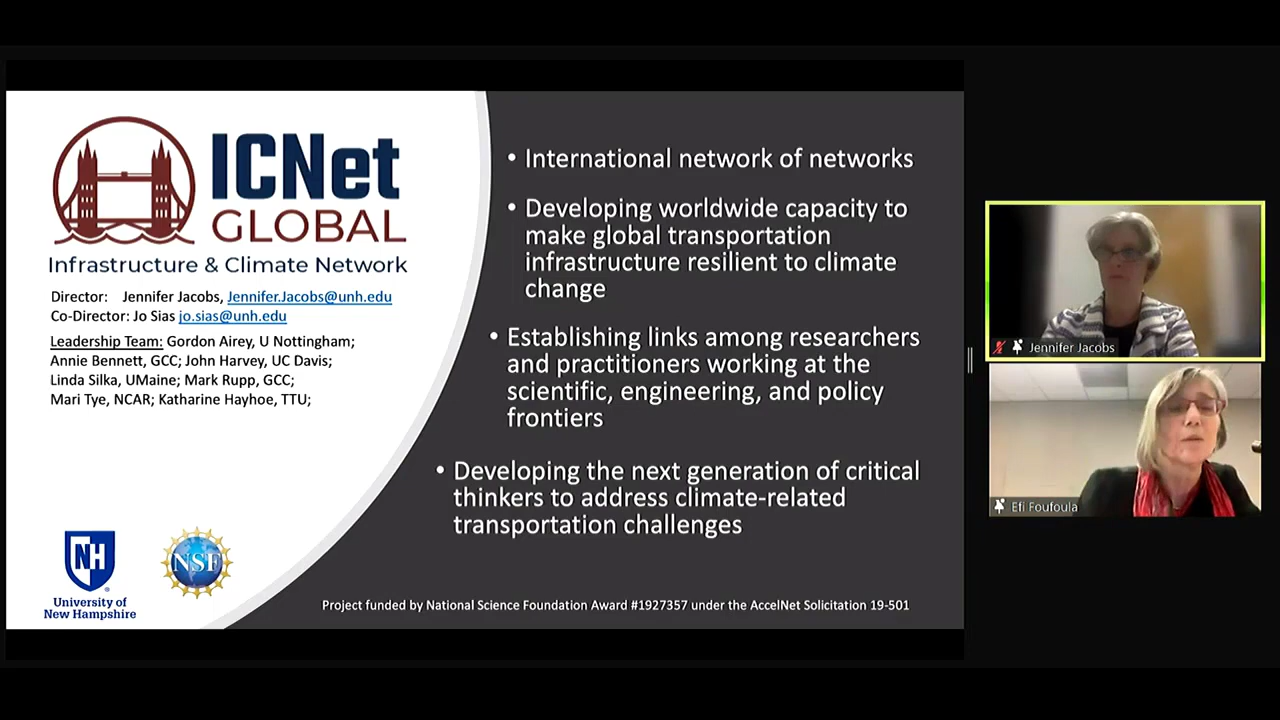 ICNet
GLOBAL
Infrastructure & Climate Network
Director: Jennifer Jacobs, Jennifer.Jacobs@unh.edu
Co-Director: Jo Sias jo.sias@unh.edu
Leadership Team: Gordon Airey, U Nottingham;
Annie Bennett, GCC; John Harvey, UC Davis;
Linda Silka, UMaine; Mark Rupp, GCC;
Mari Tye, NCAR; Katharine Hayhoe, TTU;
NH
University of
New Hampshire
NSF
• International network of networks
• Developing worldwide capacity to
make global transportation
infrastructure resilient to climate
change
• Establishing links among researchers
and practitioners working at the
scientific, engineering, and policy
frontiers
• Developing the next generation of critical
thinkers to address climate-related
transportation challenges
Project funded by National Science Foundation Award #1927357 under the AccelNet Solicitation 19-501
Jennifer Jacobs
Efi Foufoula